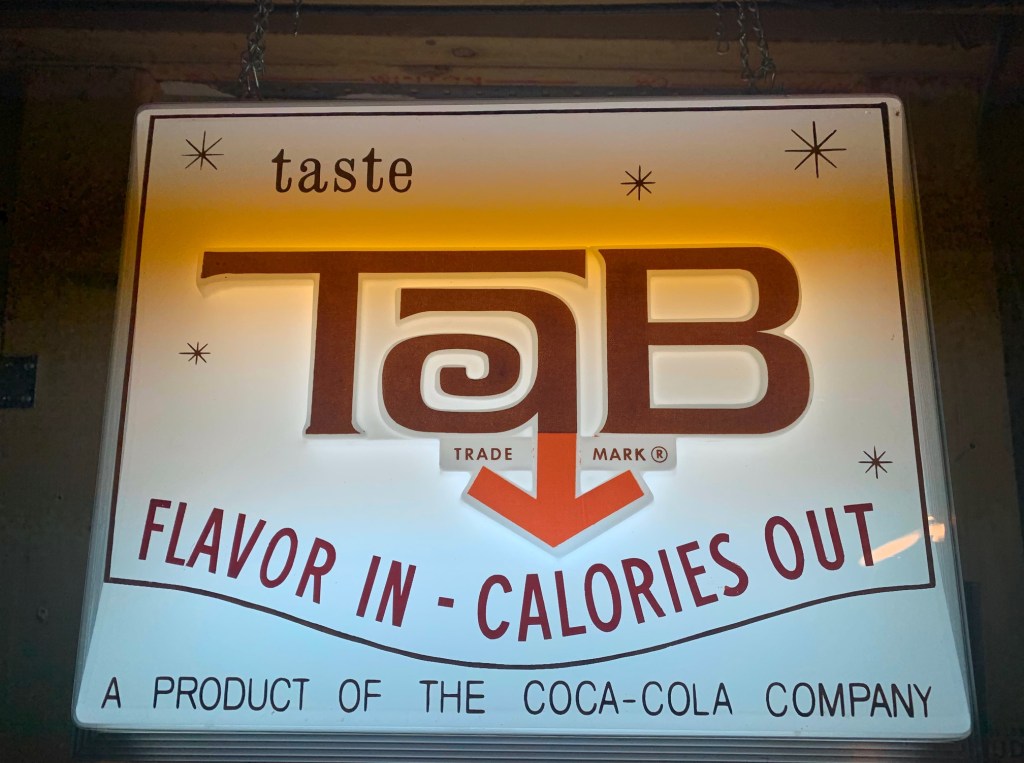 taste
TaB
TRADE MARK ®
FLAVOR IN - CALORIES OUT
A PRODUCT OF THE COCA-COLA COMPANY